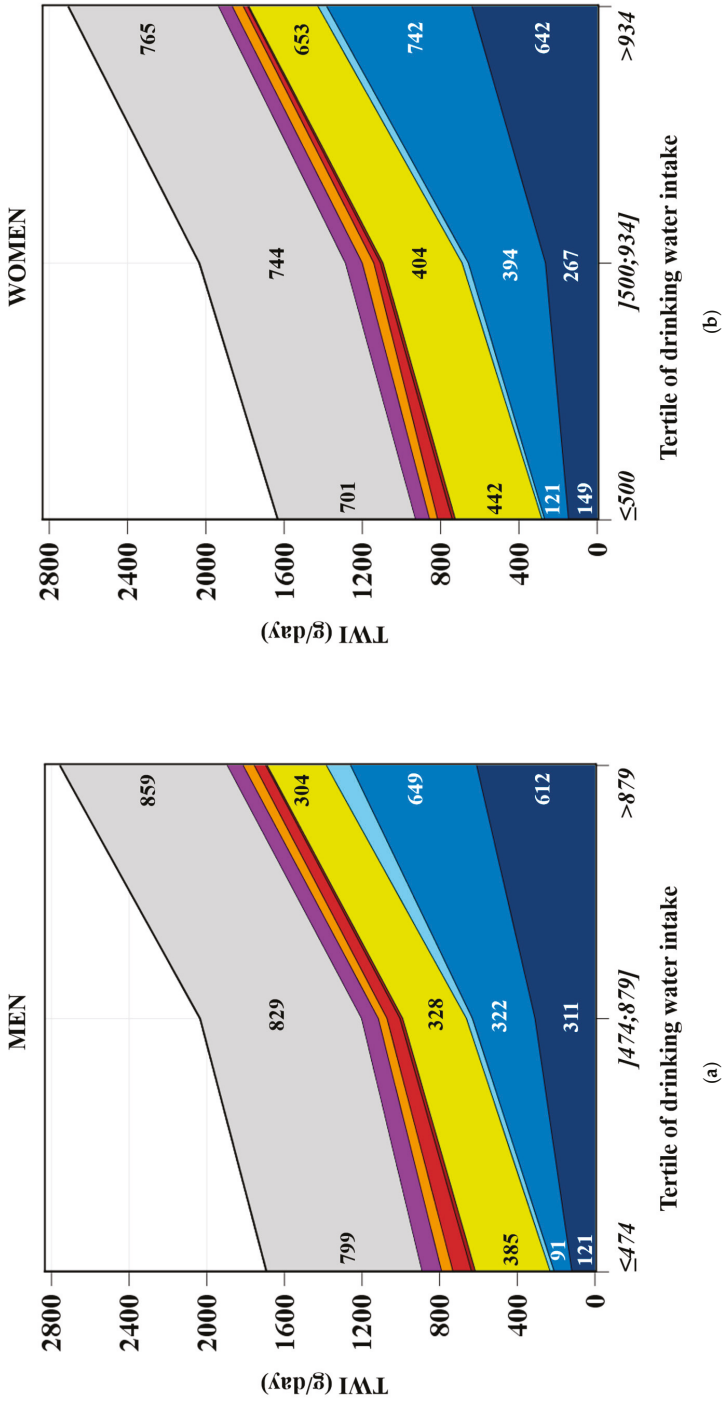 MEN
TWI (g/day)
2800
2400
2000
1600
1200
800
400
0
799 829 859
385 328 304
91 322 649
121 311 612
≤474 ]474;879] >879
Tertile of drinking water intake
(a)
WOMEN
TWI (g/day)
2800
2400
2000
1600
1200
800
400
0
701 744 765
442 404 653
121 394 742
149 267 642
≤500 ]500;934] >934
Tertile of drinking water intake
(b)